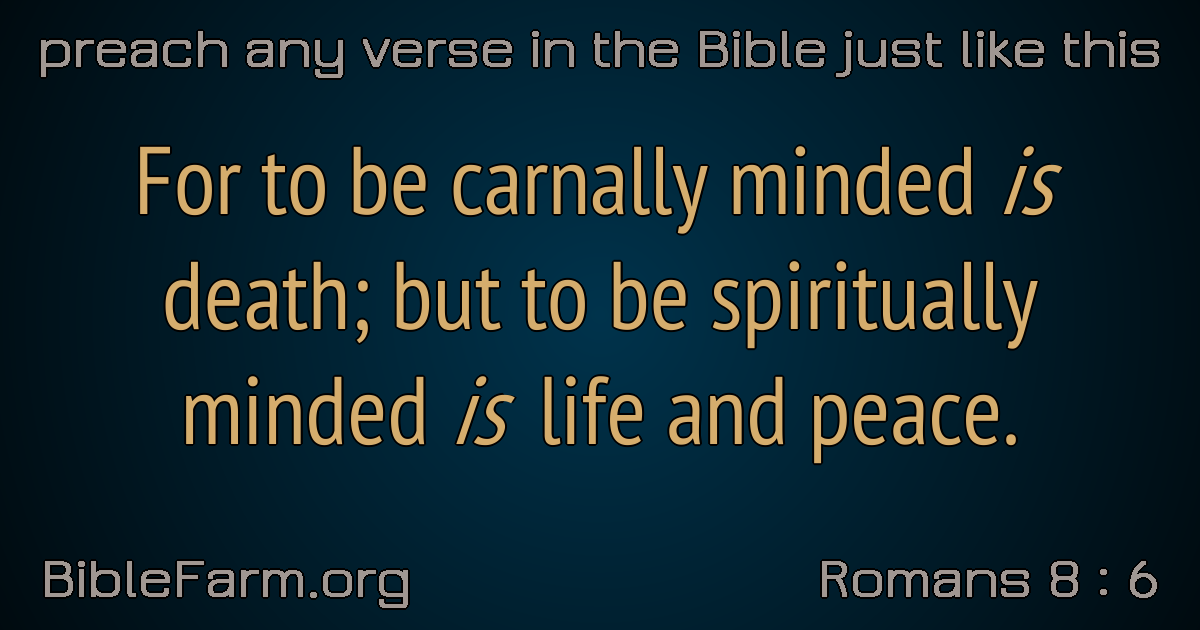 preach any verse in the Bible just like this
For to be carnally minded is
death; but to be spiritually
minded is life and peace.
BibleFarm.org
Romans 8 : 6